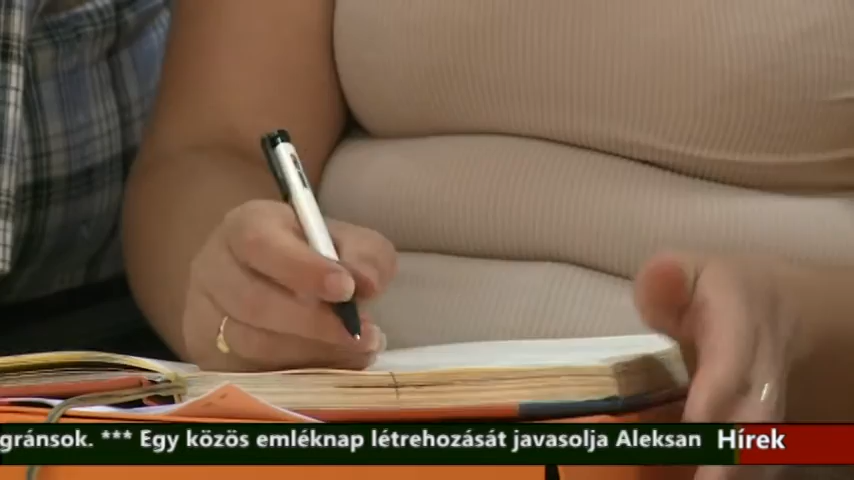 gránsok. *** Egy közös emléknap létrehozását javasolja Aleksan
Hírek